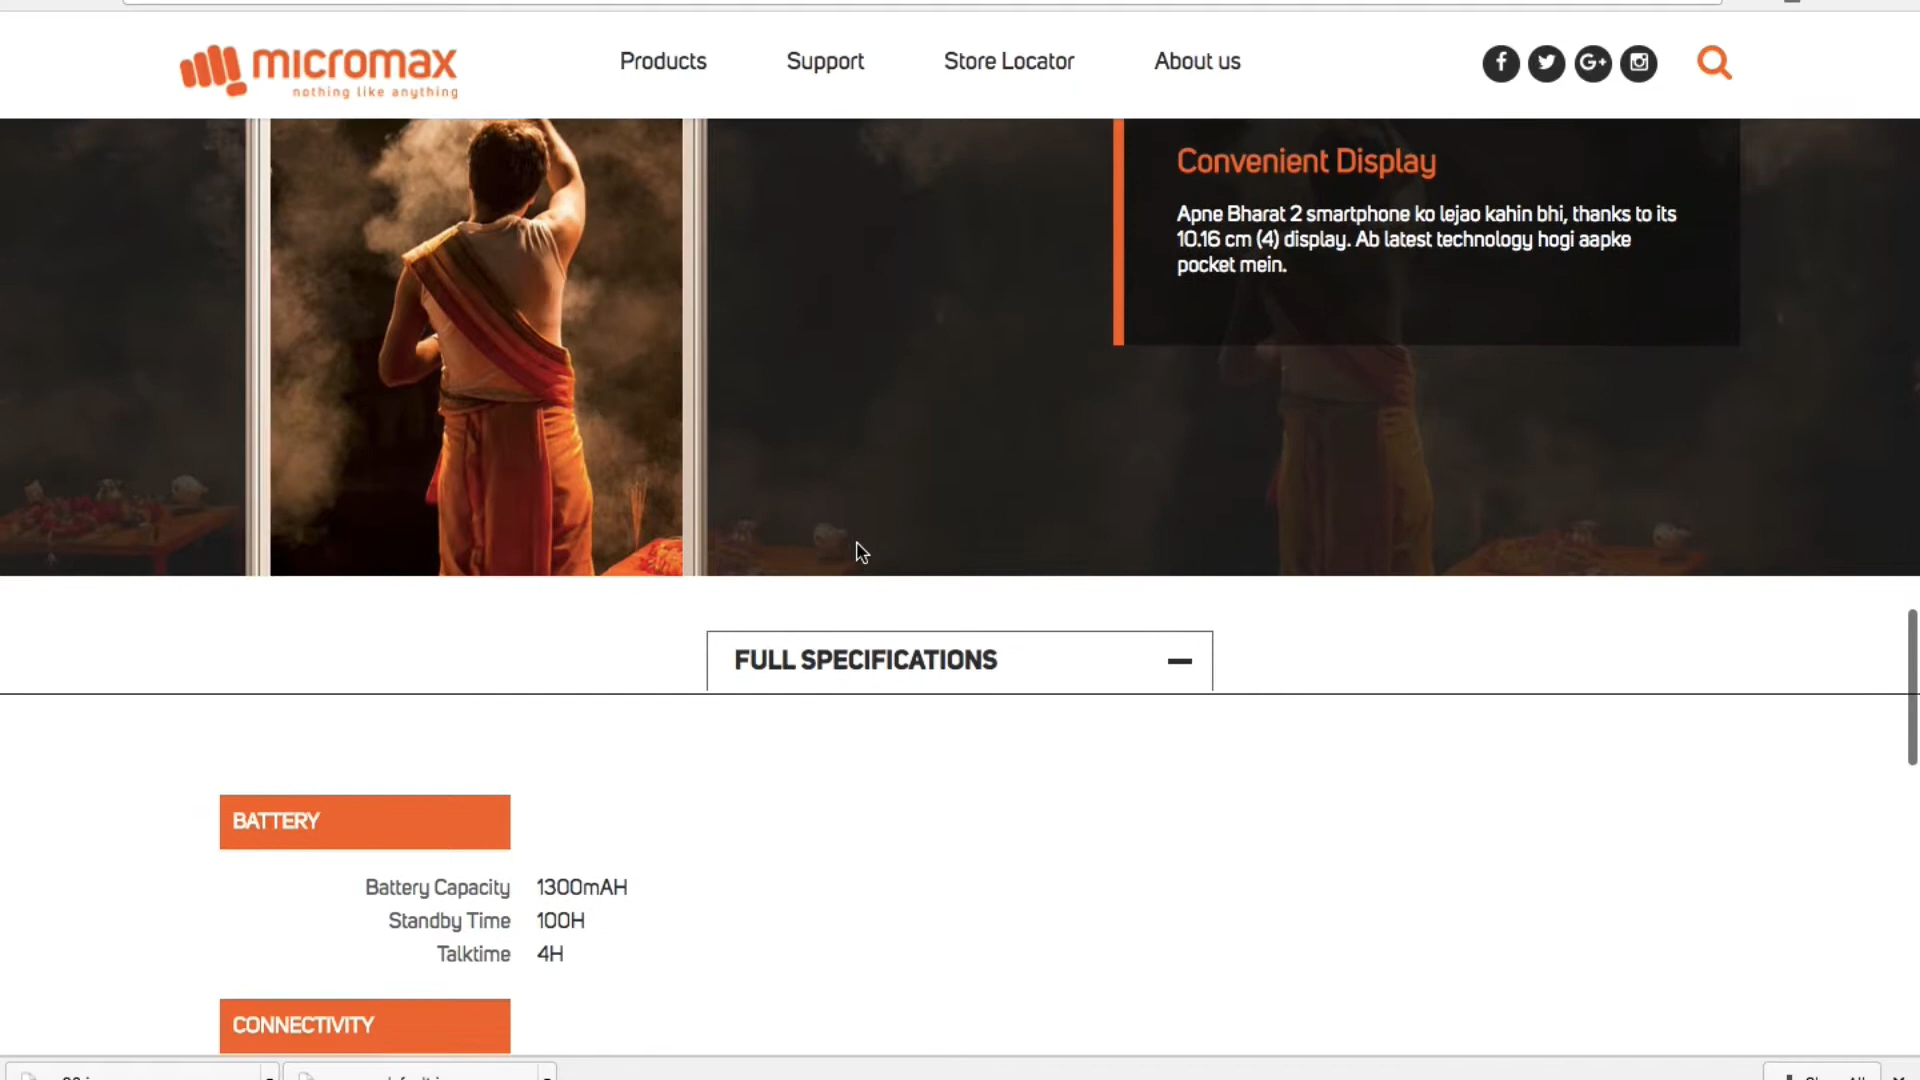 micromax
nothing like anything
Products
Support
Store Locator
About us
Convenient Display
Apne Bharat 2 smartphone ko lejao kahin bhi, thanks to its
10.16 cm (4) display. Ab latest technology hogi aapke
pocket mein.
FULL SPECIFICATIONS
BATTERY
Battery Capacity 1300mAH
Standby Time 100H
Talktime 4H
CONNECTIVITY